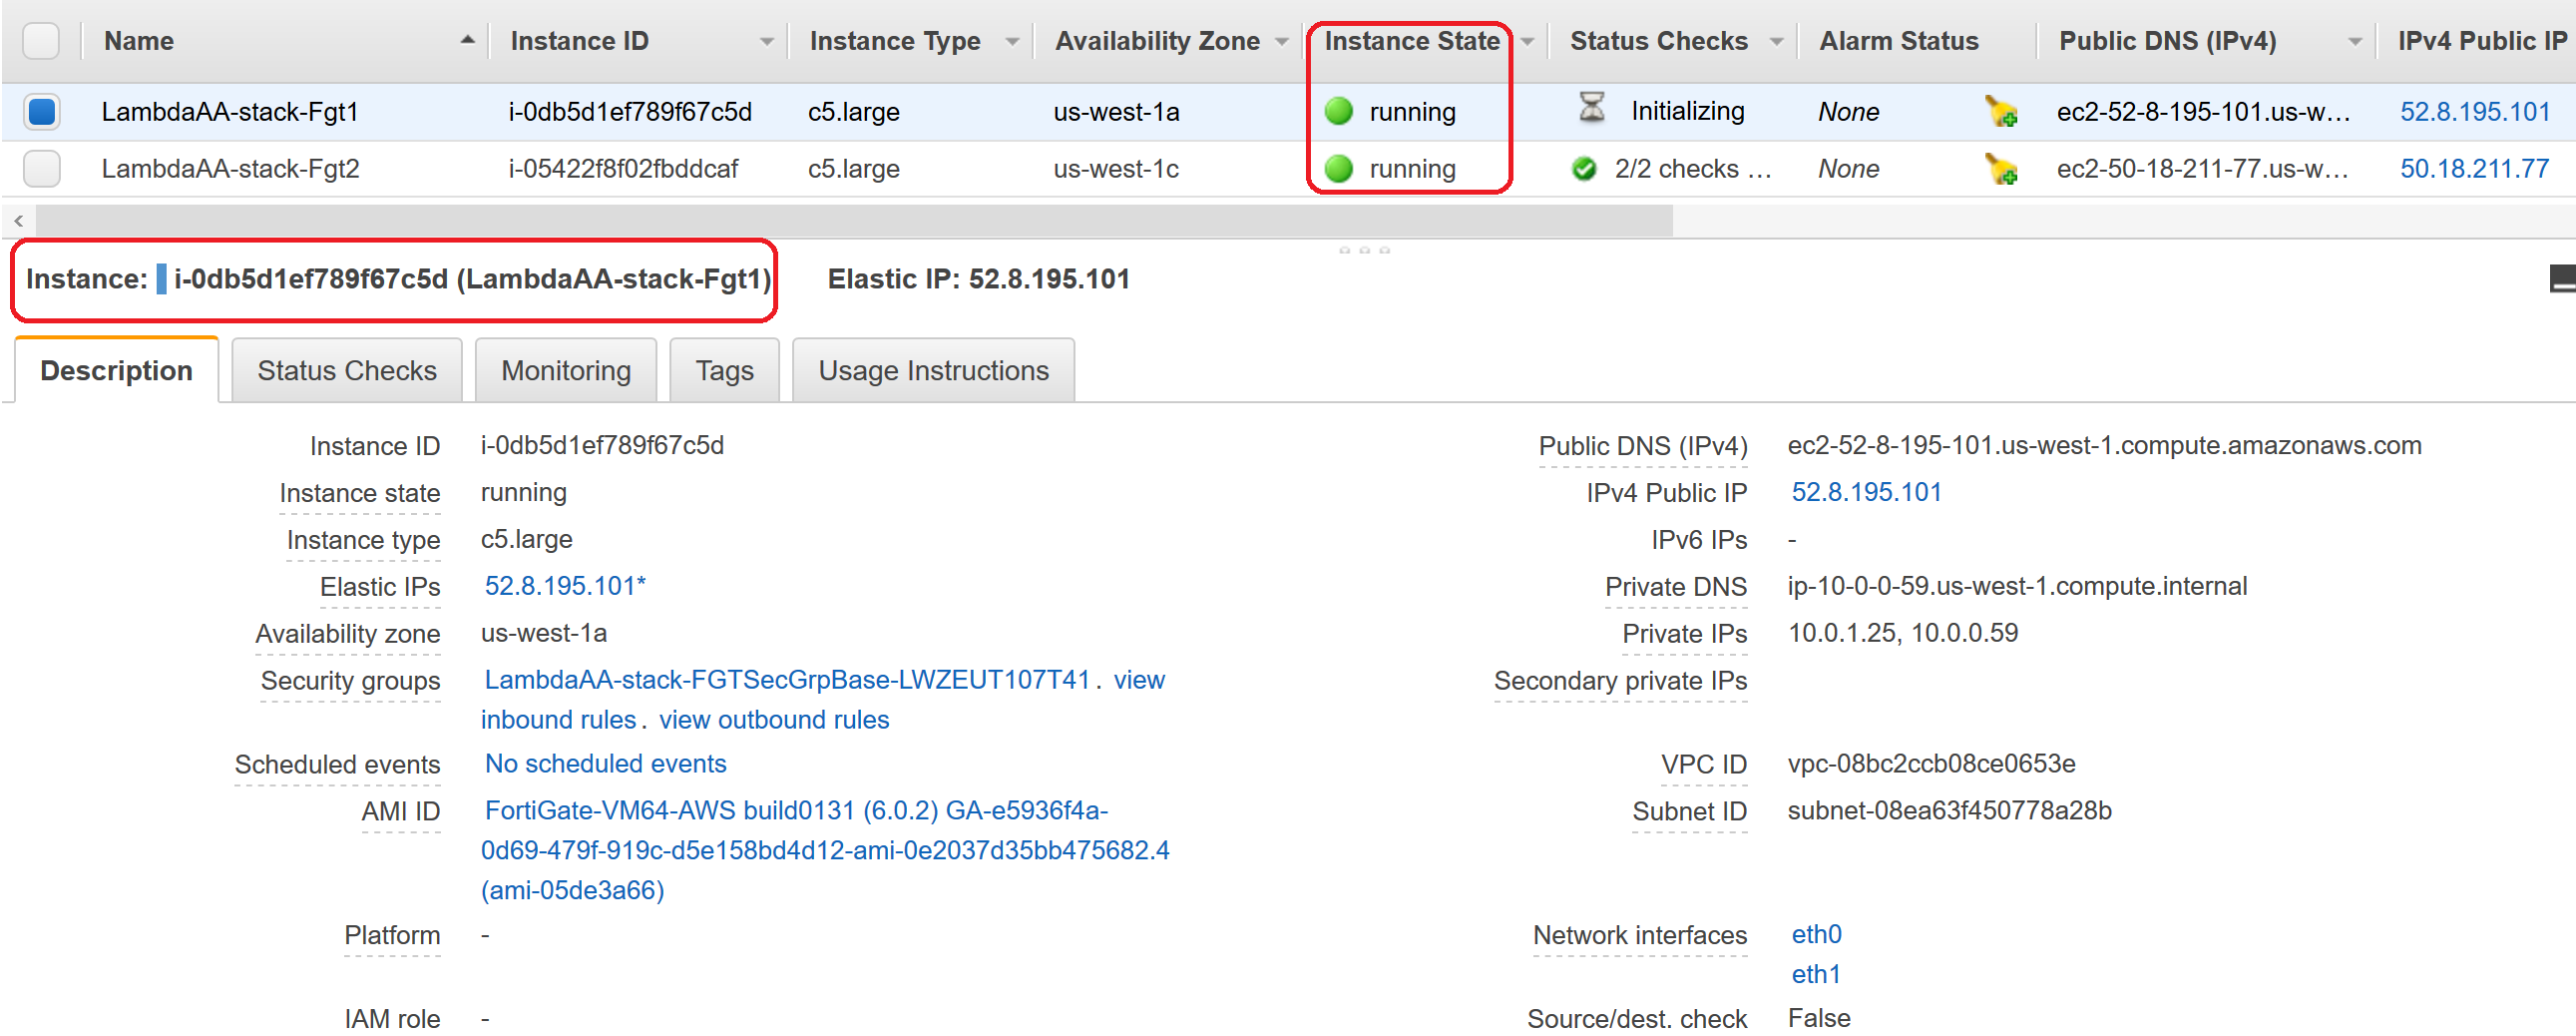 Name Instance ID Instance Type Availability Zone Instance State Status Checks Alarm Status Public DNS (IPv4) IPv4 Public IP
LambdaAA-stack-Fgt1 i-0db5d1ef789f67c5d c5.large us-west-1a running Initializing None ec2-52-8-195-101.us-w… 52.8.195.101
LambdaAA-stack-Fgt2 i-05422f8f02fbddcaf c5.large us-west-1c running 2/2 checks … None ec2-50-18-211-77.us-w… 50.18.211.77
Instance: i-0db5d1ef789f67c5d (LambdaAA-stack-Fgt1) Elastic IP: 52.8.195.101
Description Status Checks Monitoring Tags Usage Instructions
Instance ID i-0db5d1ef789f67c5d Public DNS (IPv4) ec2-52-8-195-101.us-west-1.compute.amazonaws.com
Instance state running IPv4 Public IP 52.8.195.101
Instance type c5.large IPv6 IPs -
Elastic IPs 52.8.195.101* Private DNS ip-10-0-0-59.us-west-1.compute.internal
Availability zone us-west-1a Private IPs 10.0.1.25, 10.0.0.59
Security groups LambdaAA-stack-FGTSecGrpBase-LWZEUT107T41. view Secondary private IPs
inbound rules. view outbound rules
Scheduled events No scheduled events VPC ID vpc-08bc2ccb08ce0653e
AMI ID FortiGate-VM64-AWS build0131 (6.0.2) GA-e5936f4a- Subnet ID subnet-08ea63f450778a28b
0d69-479f-919c-d5e158bd4d12-ami-0e2037d35bb475682.4
(ami-05de3a66)
Platform - Network interfaces eth0
eth1
IAM role - Source/dest. check False